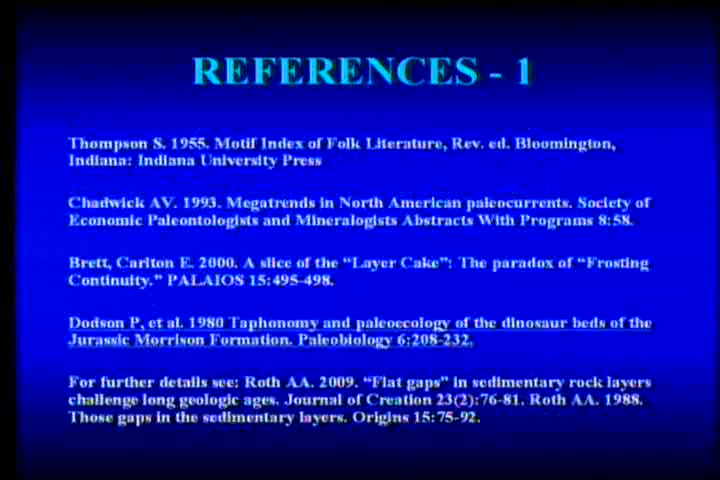 REFERENCES - 1
Thompson S. 1955. Motif Index of Folk Literature, Rev. ed. Bloomington,
Indiana: Indiana University Press
Chadwick AV. 1993. Megatrends in North American paleocurrents. Society of
Economic Paleontologists and Mineralogists Abstracts With Programs 8:58.
Brett, Carlton E. 2000. A slice of the “Layer Cake”: The paradox of “Frosting
Continuity.” PALAIOS 15:495-498.
Dodson P, et al. 1980 Taphonomy and paleoecology of the dinosaur beds of the
Jurassic Morrison Formation. Paleobiology 6:208-232.
For further details see: Roth AA. 2009. “Flat gaps” in sedimentary rock layers
challenge long geologic ages. Journal of Creation 23(2):76-81. Roth AA. 1988.
Those gaps in the sedimentary layers. Origins 15:75-92.